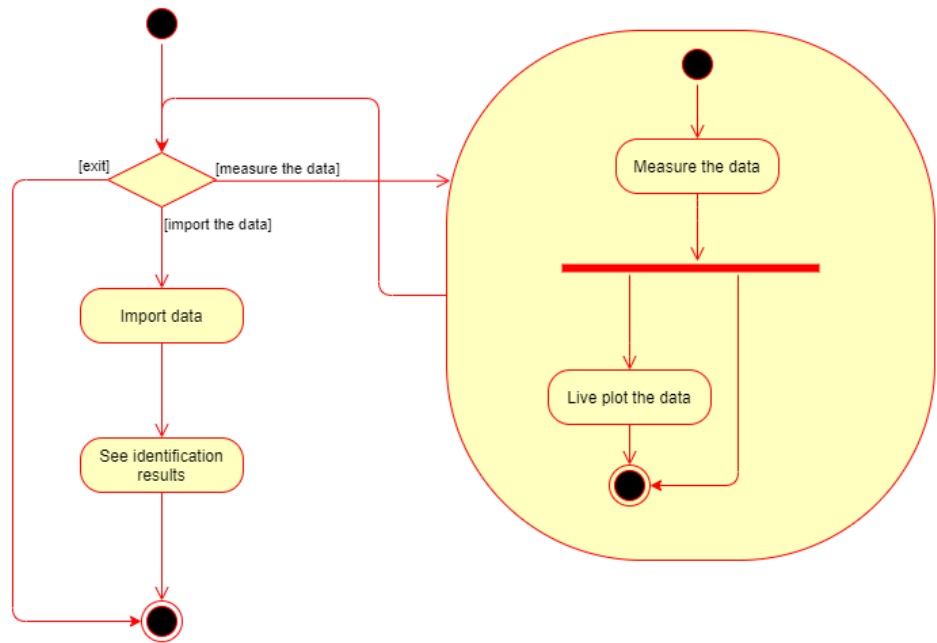 [exit]
[measure the data]
[import the data]
Import data
See identification
results
Measure the data
Live plot the data